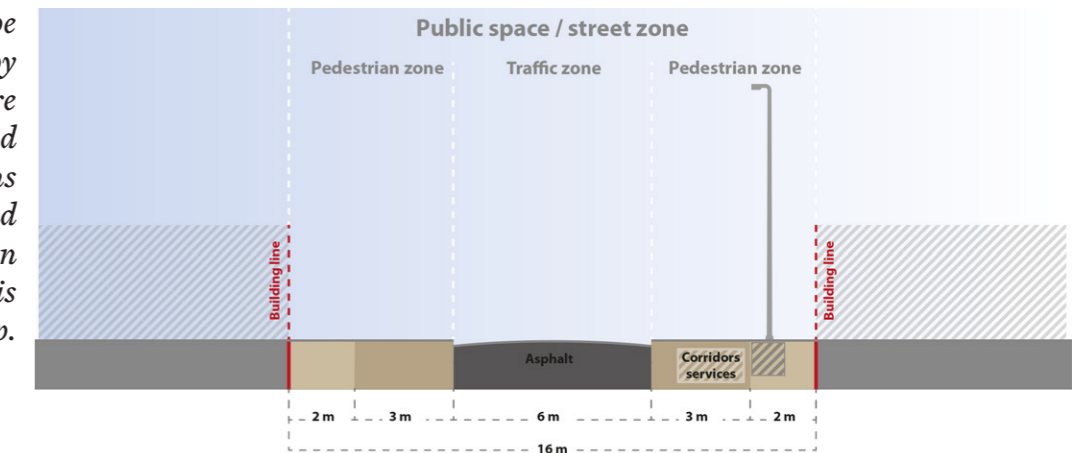 Public space / street zone
Pedestrian zone
Traffic zone
Pedestrian zone
Building line
Building line
Asphalt
Corridors
services
2 m
3 m
6 m
3 m
2 m
16 m